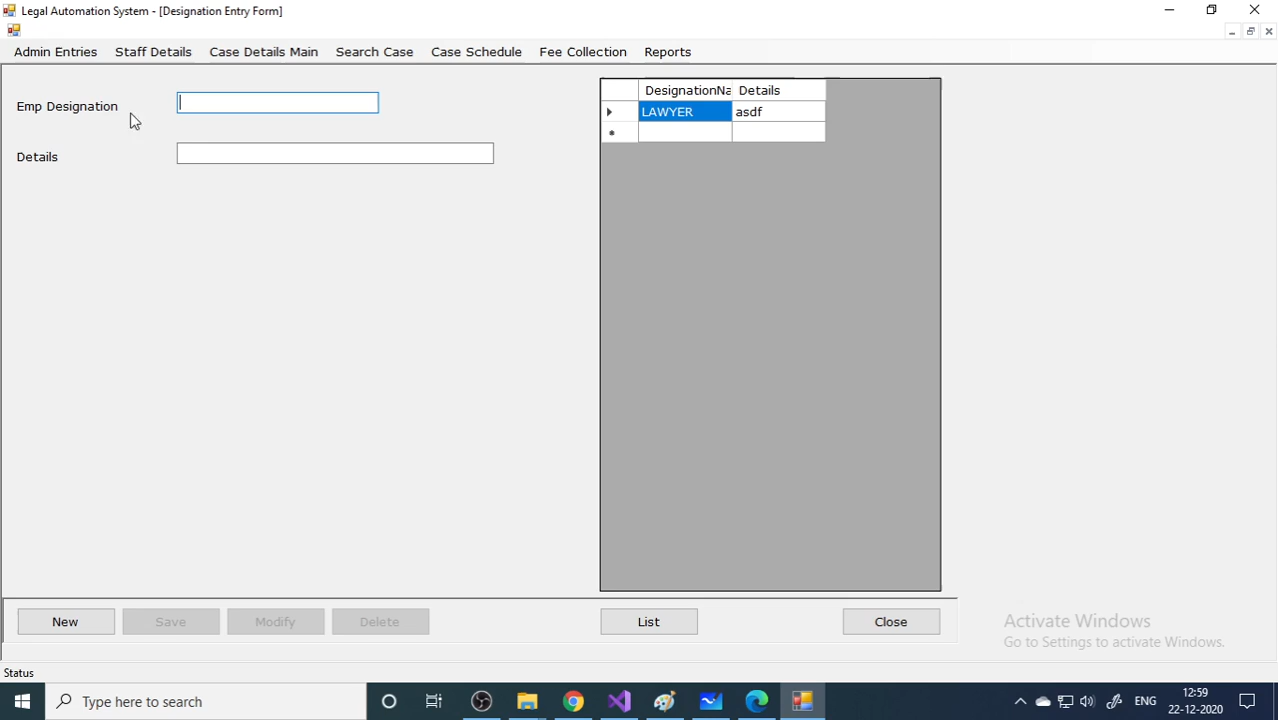 Legal Automation System - [Designation Entry Form]
Admin Entries Staff Details Case Details Main Search Case Case Schedule Fee Collection Reports
Emp Designation
Details
DesignationNa Details
LAWYER asdf
New Save Modify Delete List Close
Activate Windows
Go to Settings to activate Windows.
Status
Type here to search
ENG
12:59
22-12-2020